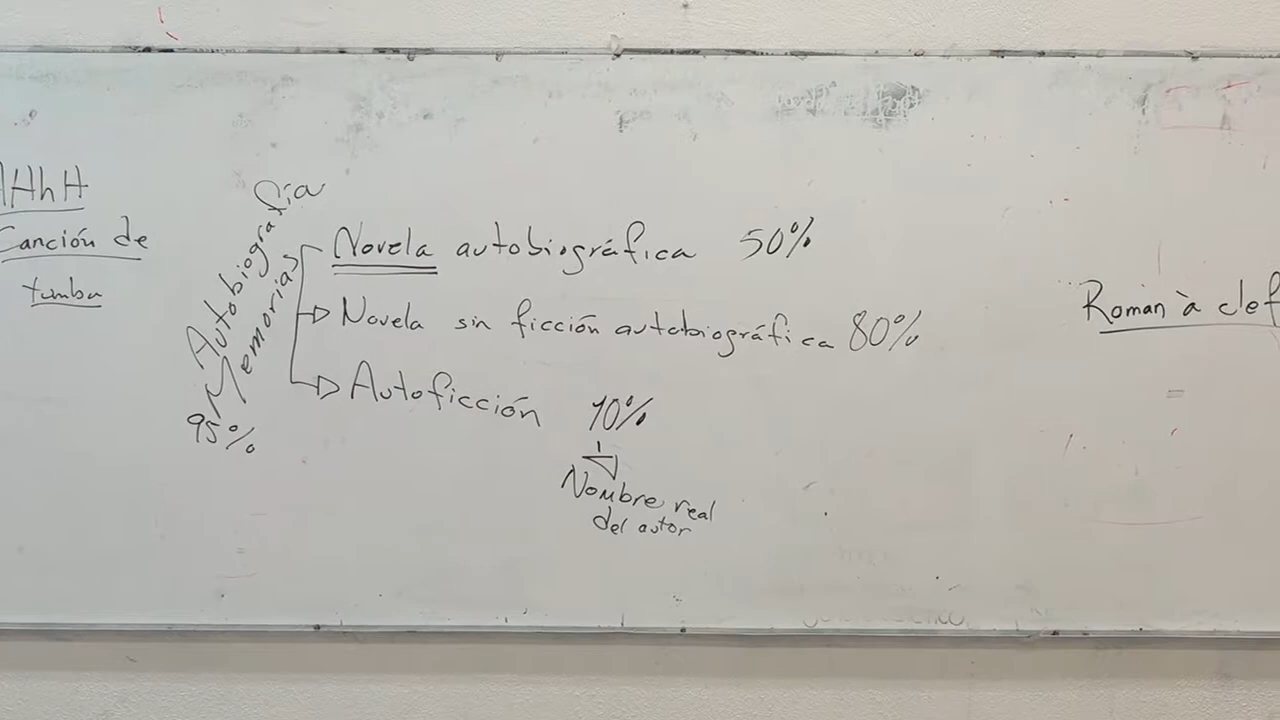 HHhH
Canción de
tumba
Autobiografía
Memorias
95%
Novela autobiográfica 50%
Novela sin ficción autobiográfica 80%
Autoficción 10%
Nombre real
del autor
Roman à clef